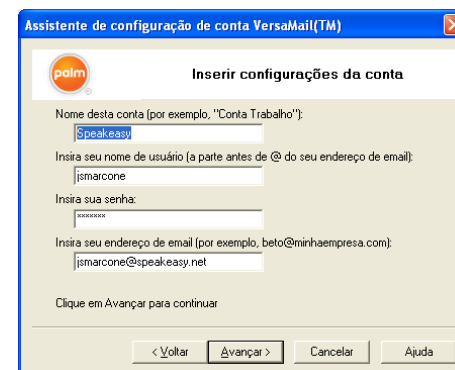 Assistente de configuração de conta VersaMail(TM)
palm
Inserir configurações da conta
Nome desta conta (por exemplo, "Conta Trabalho"):
Speakeasy
Insira seu nome de usuário (a parte antes de @ do seu endereço de email):
jsmarcone
Insira sua senha:
×××××××
Insira seu endereço de email (por exemplo, beto@minhaempresa.com):
jsmarcone@speakeasy.net
Clique em Avançar para continuar
< Voltar Avançar > Cancelar Ajuda